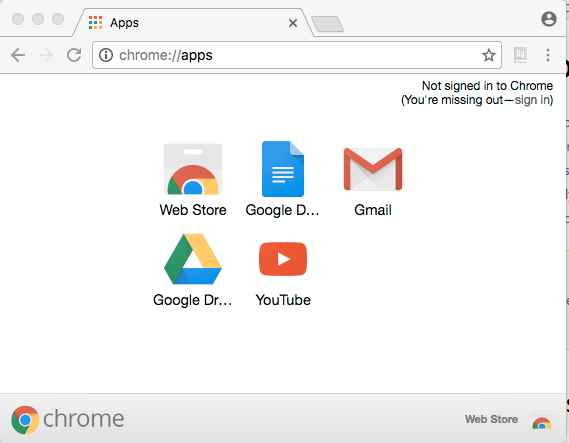 Apps
chrome://apps
Not signed in to Chrome
(You're missing out—sign in)
Web Store
Google D...
Gmail
Google Dr...
YouTube
chrome
Web Store